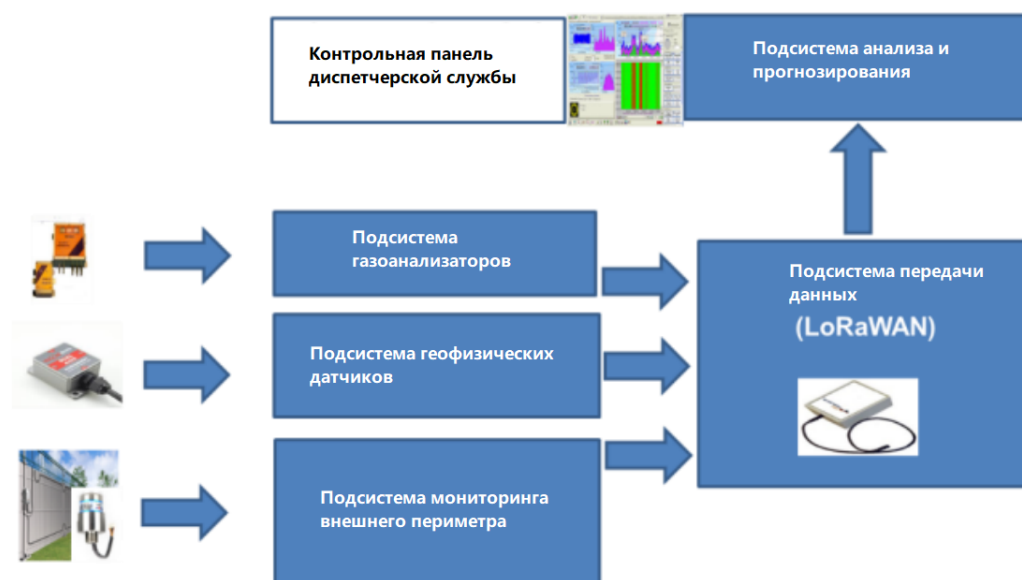 Контрольная панель
диспетчерской службы
Подсистема анализа и
прогнозирования
Подсистема
газоанализаторов
Подсистема геофизических
датчиков
Подсистема мониторинга
внешнего периметра
Подсистема передачи
данных
(LoRaWAN)